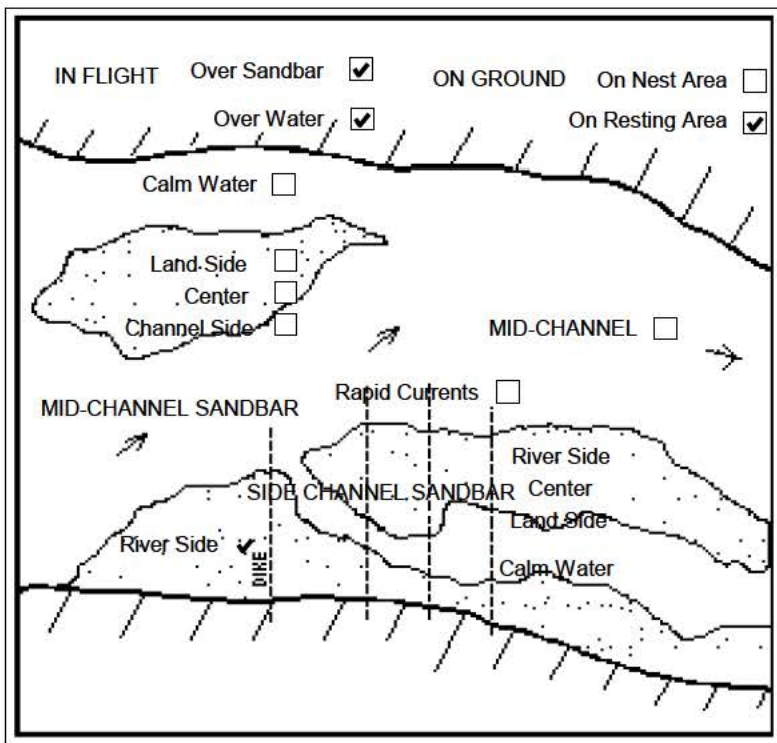 IN FLIGHT Over Sandbar ON GROUND On Nest Area
Over Water On Resting Area
Calm Water
Land Side
Center
Channel Side
MID-CHANNEL
Rapid Currents
MID-CHANNEL SANDBAR
River Side
SIDE CHANNEL SANDBAR
Center
Land Side
River Side
DIKE
Calm Water